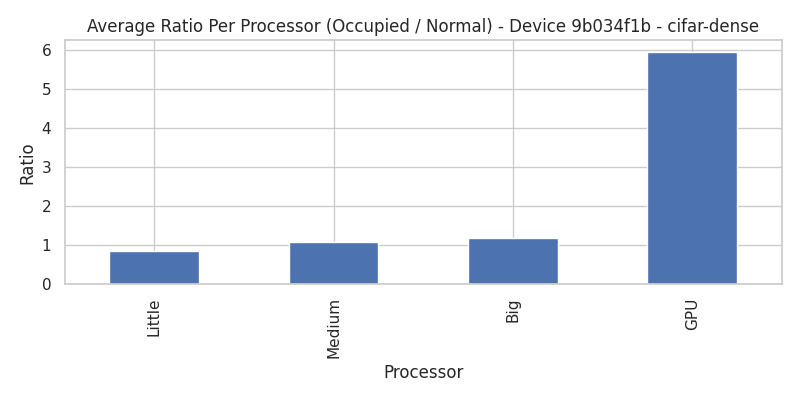 Average Ratio Per Processor (Occupied / Normal) - Device 9b034f1b - cifar-dense
Ratio
6
5
4
3
2
1
0
Little
Medium
Big
GPU
Processor